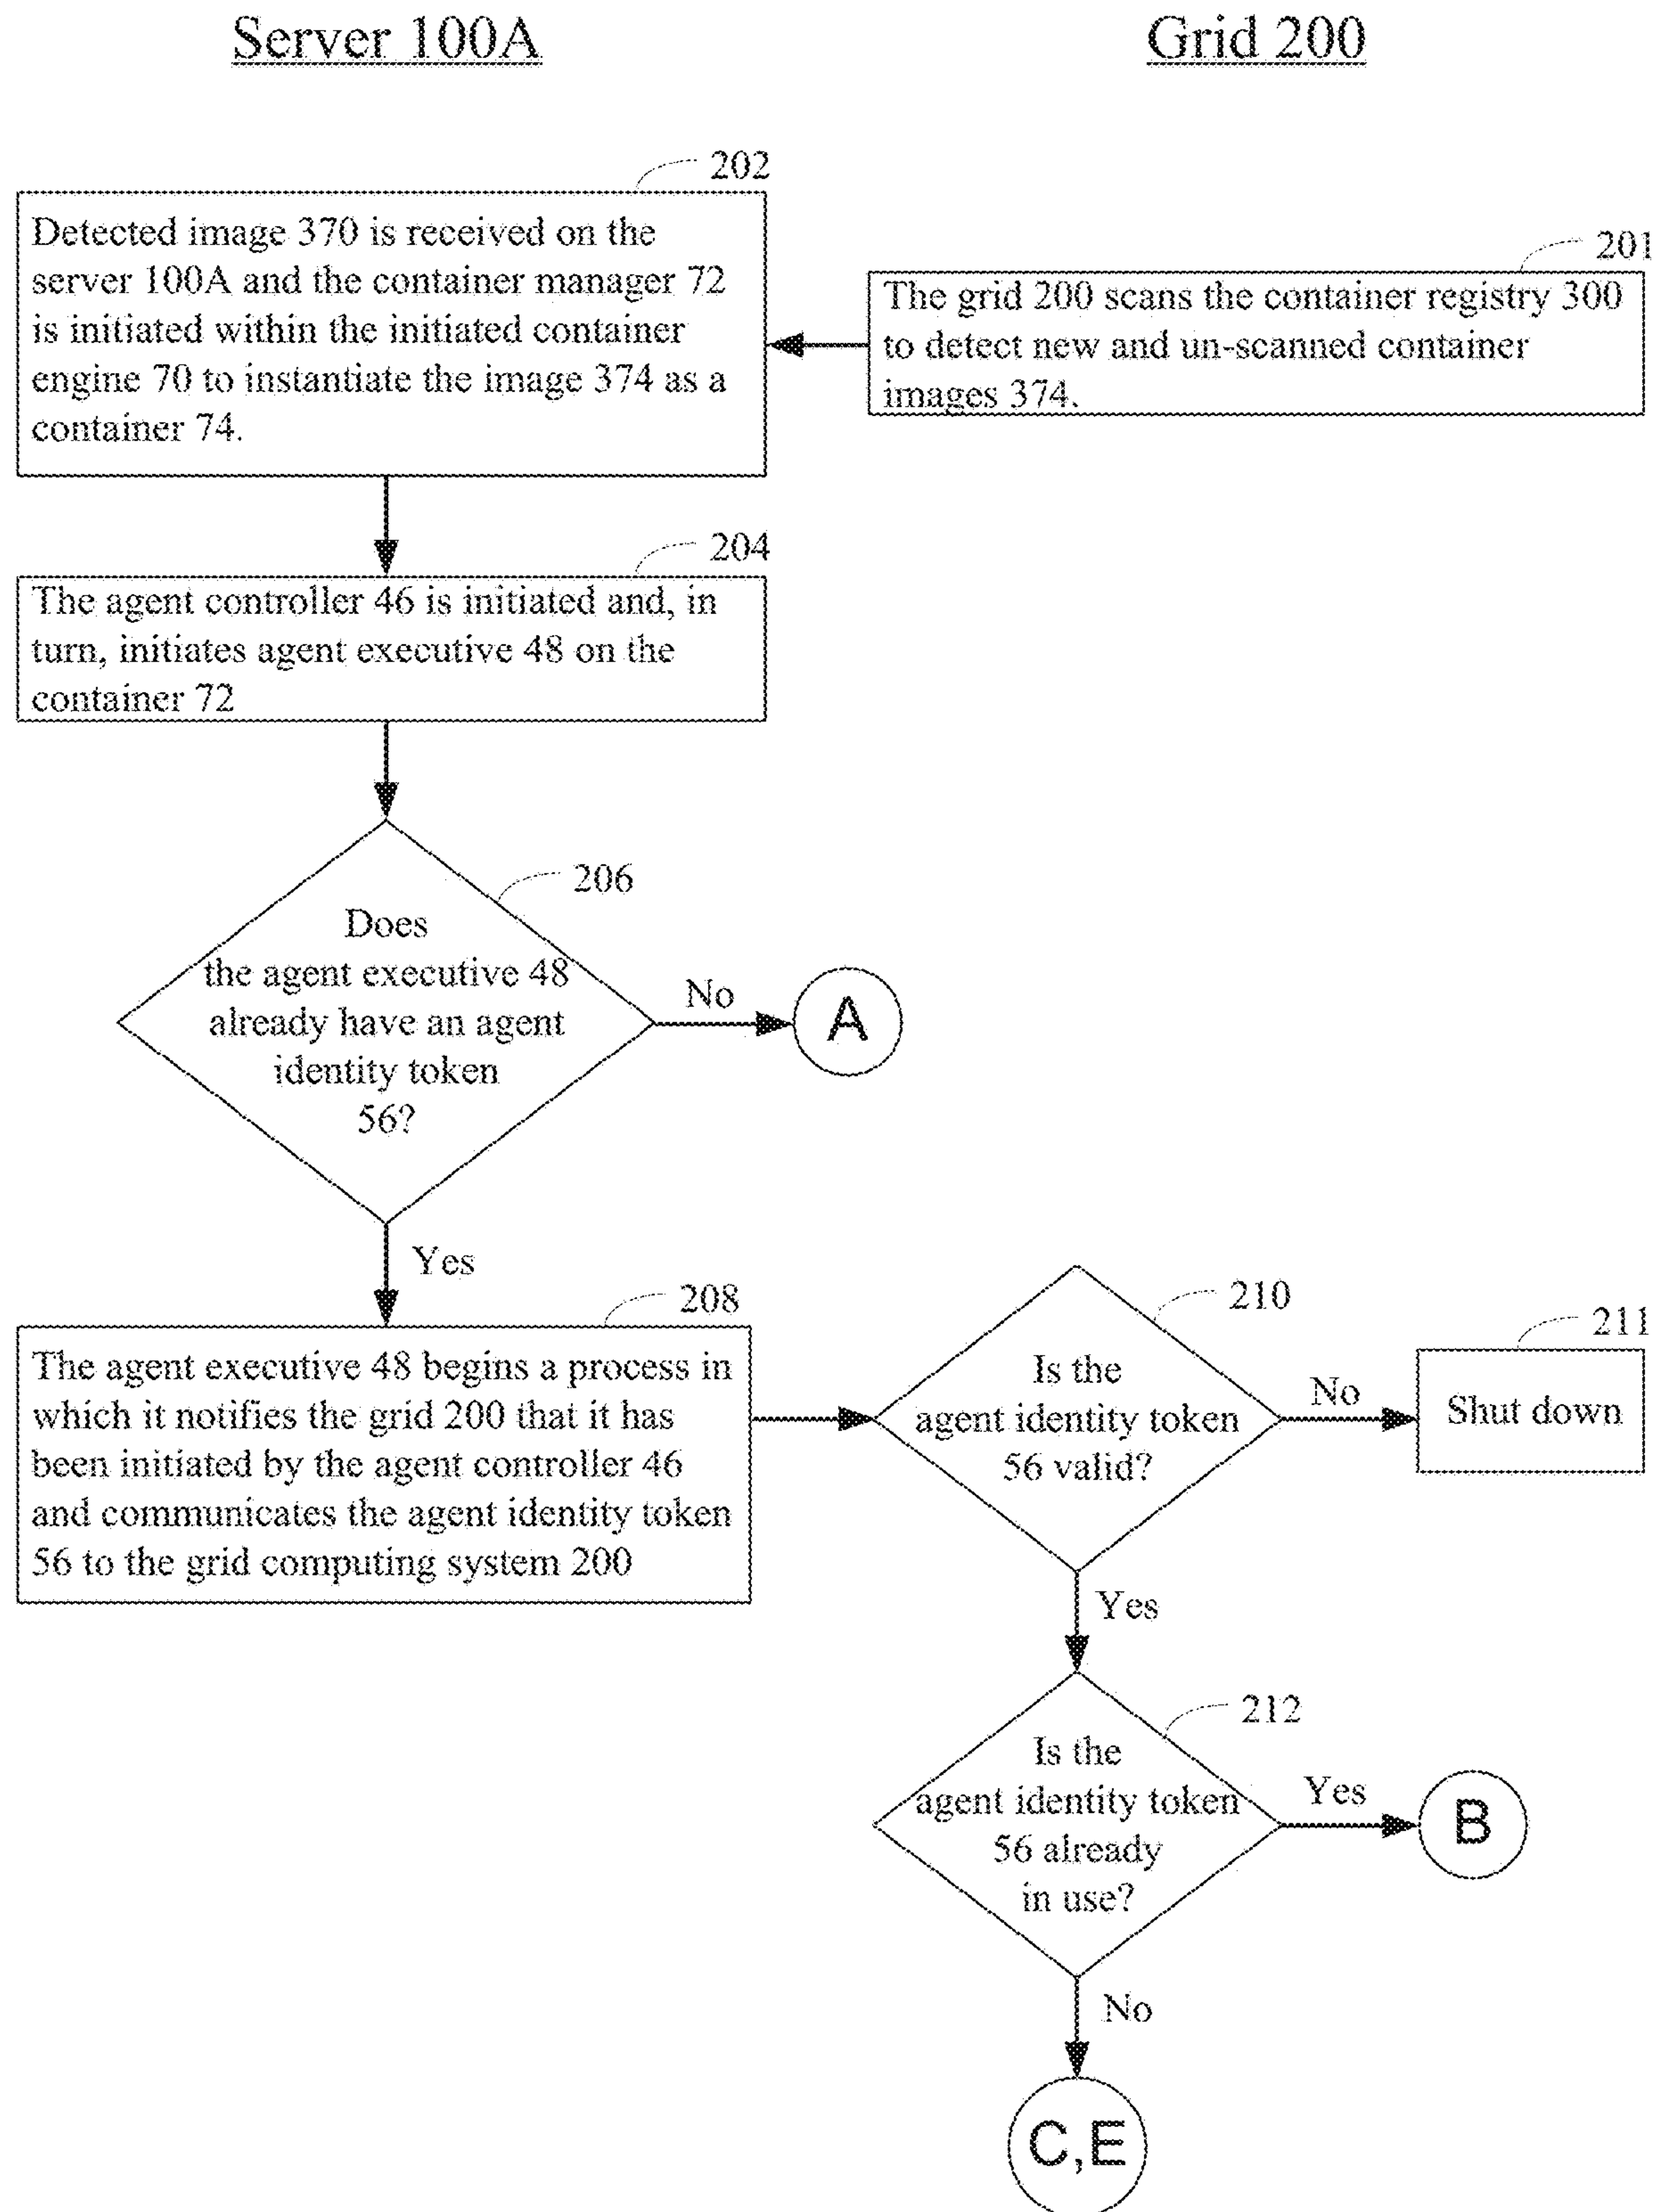 Server 100A
Grid 200
202
Detected image 370 is received on the
server 100A and the container manager 72
is initiated within the initiated container
engine 70 to instantiate the image 374 as a
container 74.
201
The grid 200 scans the container registry 300
to detect new and un-scanned container
images 374.
204
The agent controller 46 is initiated and, in
turn, initiates agent executive 48 on the
container 72
206
Does
the agent executive 48
already have an agent
identity token
56?
No
A
Yes
208
The agent executive 48 begins a process in
which it notifies the grid 200 that it has
been initiated by the agent controller 46
and communicates the agent identity token
56 to the grid computing system 200
210
Is the
agent identity token
56 valid?
No
211
Shut down
Yes
212
Is the
agent identity token
56 already
in use?
Yes
B
No
C,E